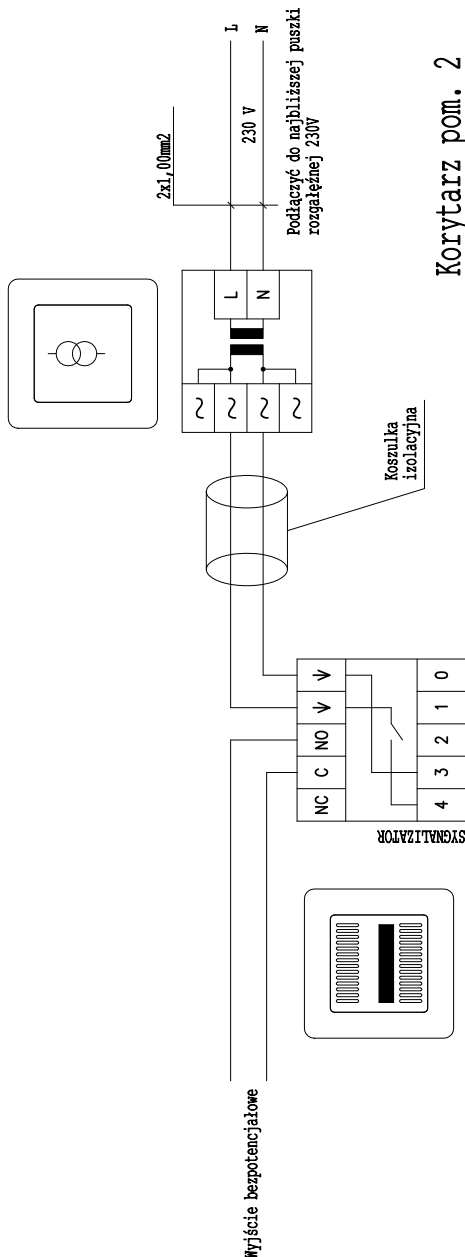 L
N
230 V
2x1,00mm2
Podłączyć do najbliższej puszki
rozgałęźnej 230V
Korytarz pom. 2
L
N
~
~
~
~
Koszulka
izolacyjna
NC
C
NO
4
3
2
1
0
SYGNALIZATOR
Wyjście bezpotencjałowe